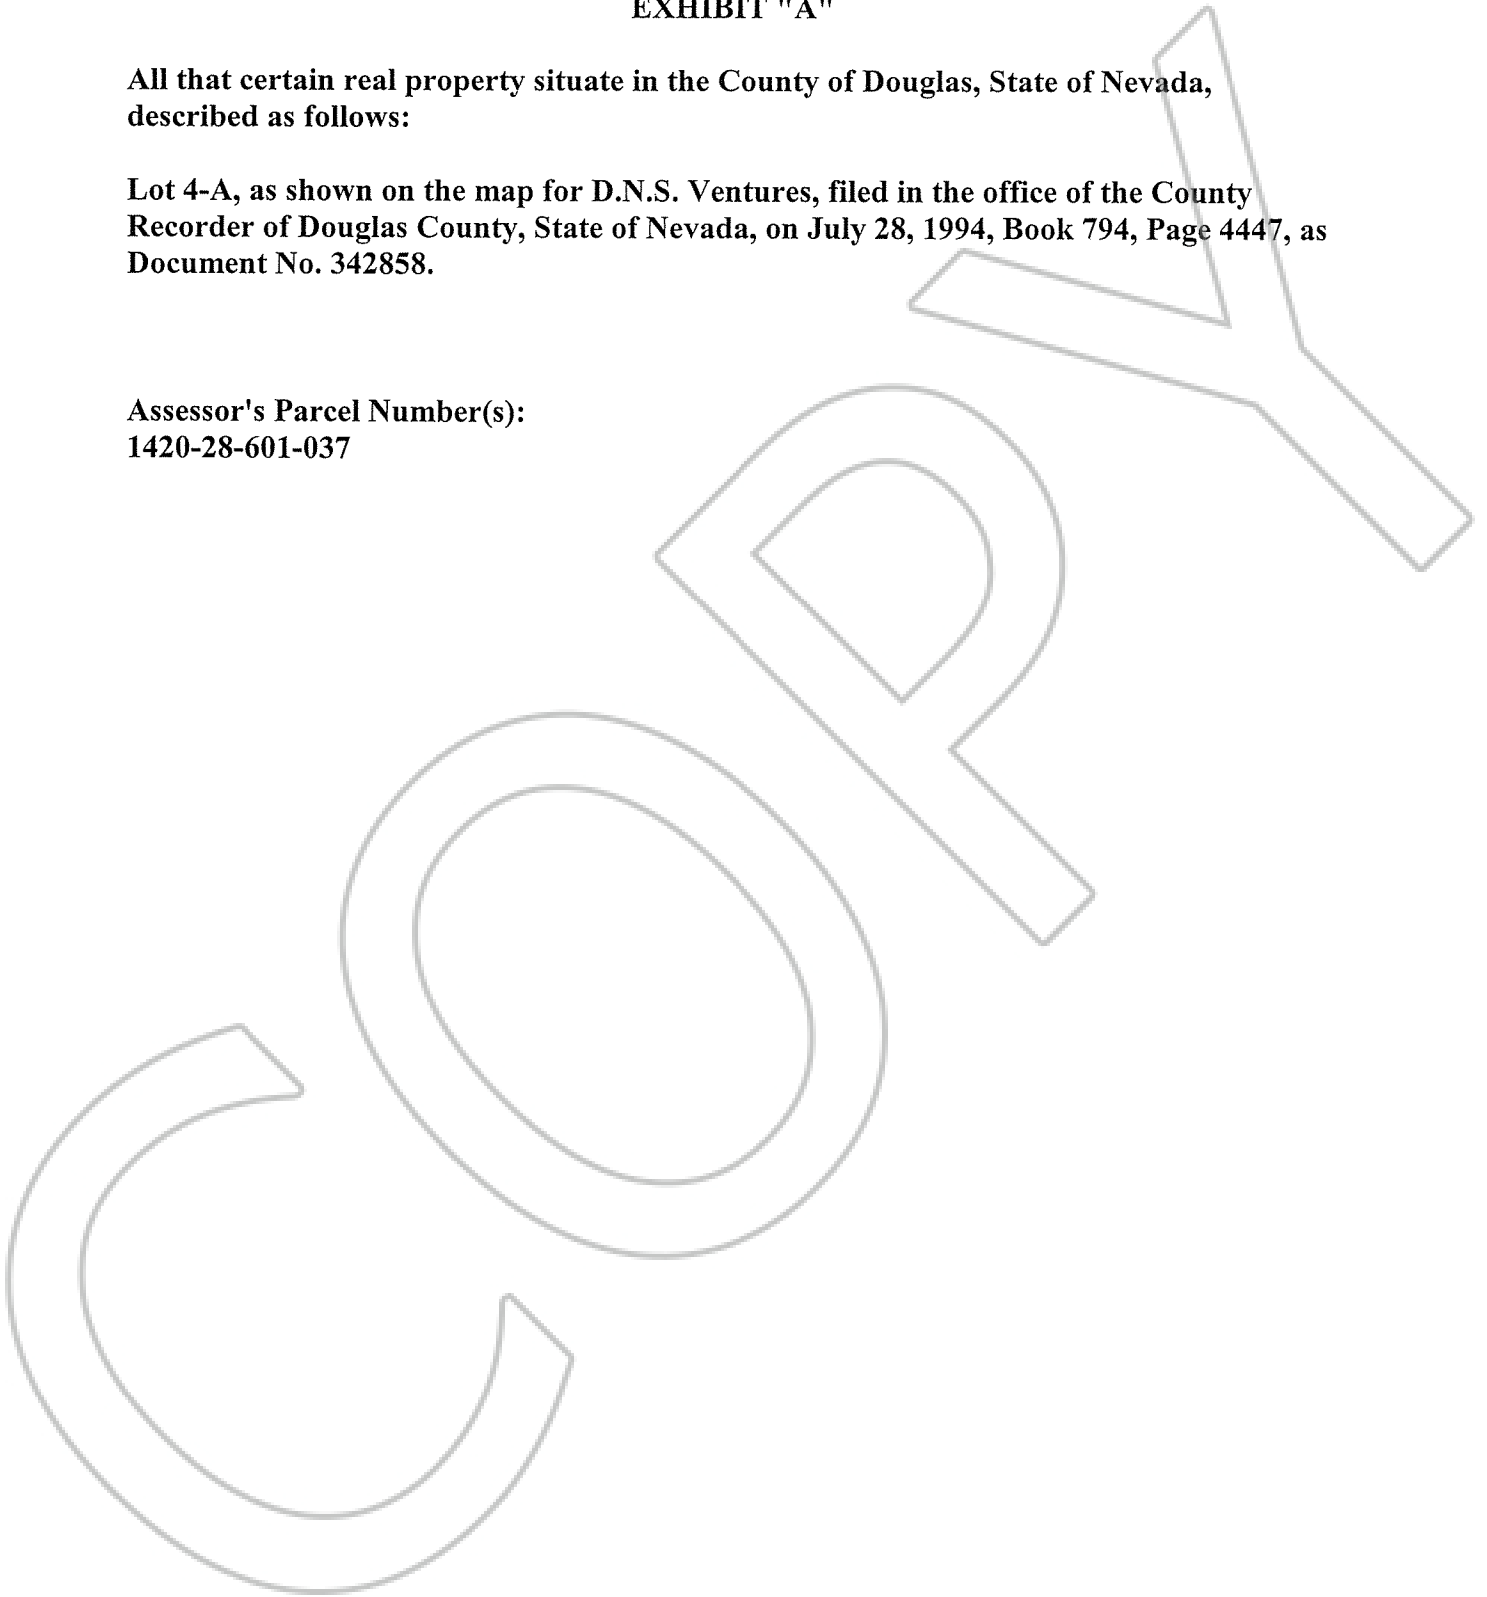 EXHIBIT "A"
All that certain real property situate in the County of Douglas, State of Nevada,
described as follows:
Lot 4-A, as shown on the map for D.N.S. Ventures, filed in the office of the County
Recorder of Douglas County, State of Nevada, on July 28, 1994, Book 794, Page 4447, as
Document No. 342858.
Assessor's Parcel Number(s):
1420-28-601-037
COPY